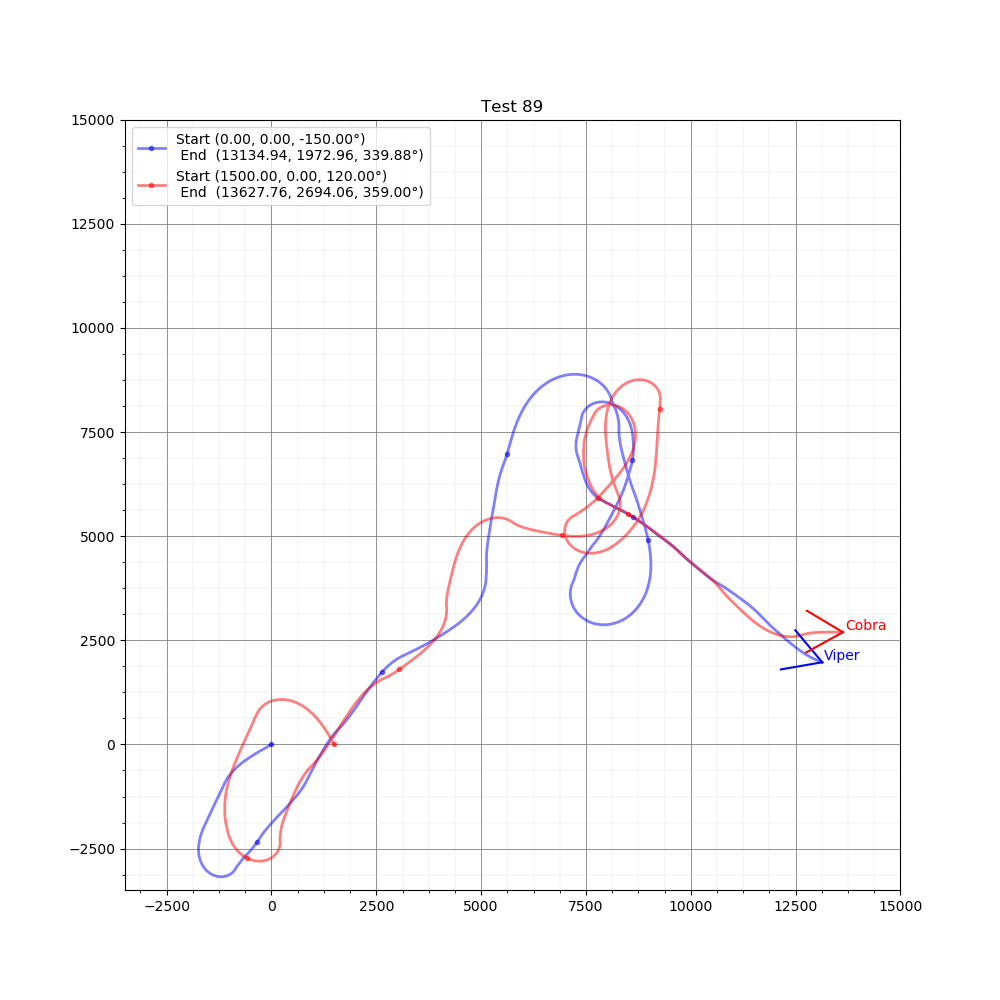 Test 89
Start (0.00, 0.00, -150.00°)
End  (13134.94, 1972.96, 339.88°)
Start (1500.00, 0.00, 120.00°)
End  (13627.76, 2694.06, 359.00°)
15000
12500
10000
7500
5000
2500
0
−2500
Cobra
Viper
−2500 0 2500 5000 7500 10000 12500 15000